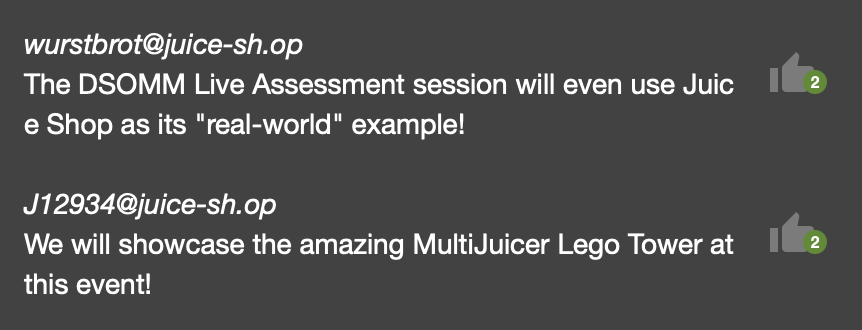 wurstbrot@juice-sh.op
The DSOMM Live Assessment session will even use Juic
e Shop as its "real-world" example!
2
J12934@juice-sh.op
We will showcase the amazing MultiJuicer Lego Tower at
this event!
2